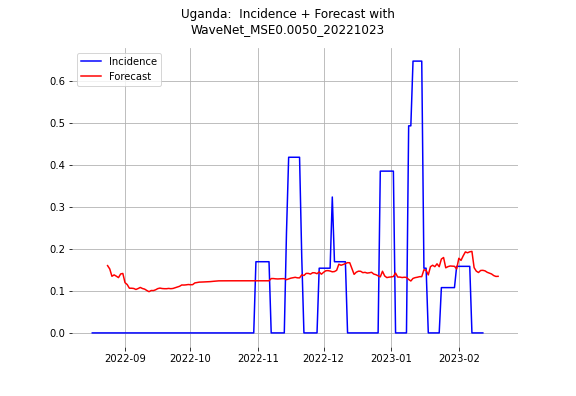 Uganda:  Incidence + Forecast with
WaveNet_MSE0.0050_20221023
Incidence
Forecast
0.6
0.5
0.4
0.3
0.2
0.1
0.0
2022-09 2022-10 2022-11 2022-12 2023-01 2023-02